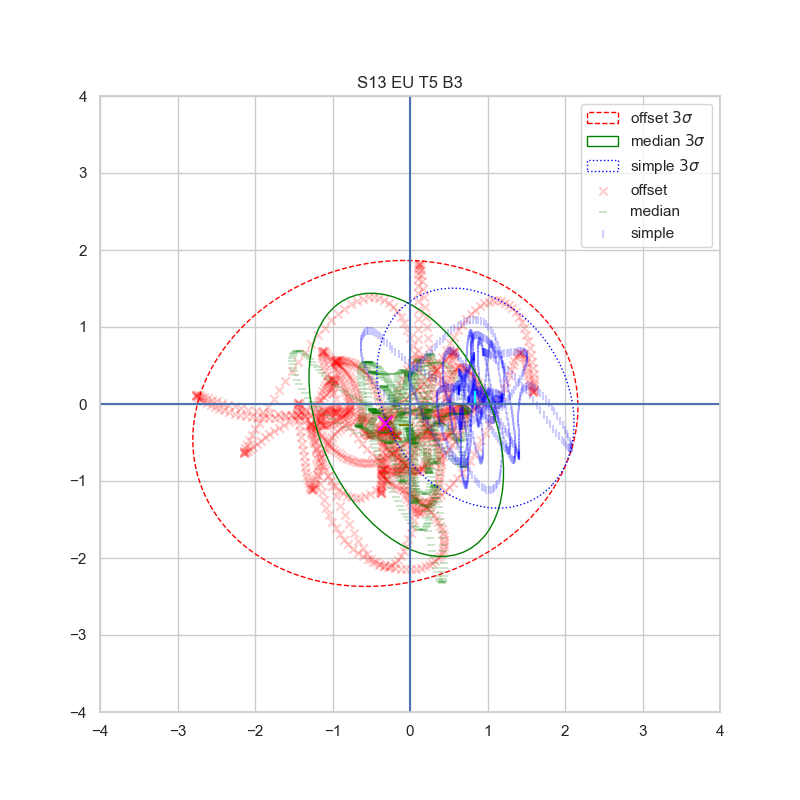 S13 EU T5 B3
offset 3σ
median 3σ
simple 3σ
offset
median
simple
4
3
2
1
0
−1
−2
−3
−4
−4 −3 −2 −1 0 1 2 3 4